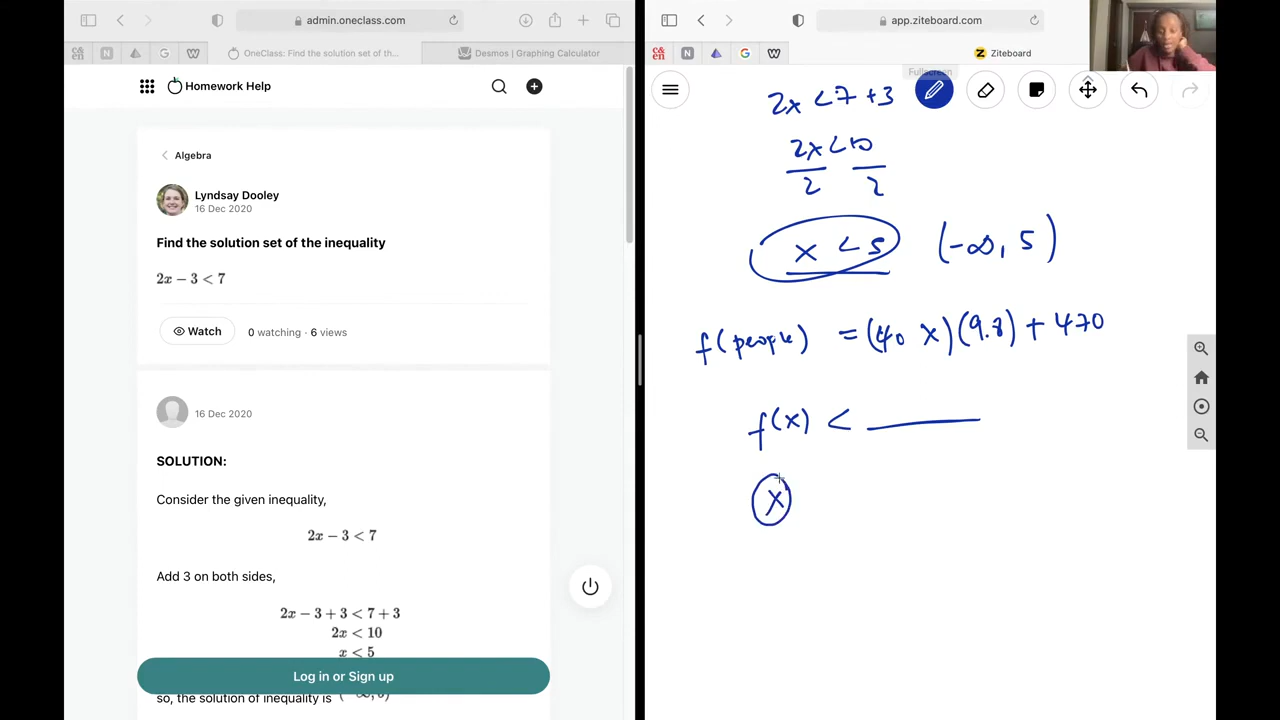 admin.oneclass.com
OneClass: Find the solution set of th...
Desmos | Graphing Calculator
Homework Help
Algebra
Lyndsay Dooley
16 Dec 2020
Find the solution set of the inequality
2x − 3 < 7
Watch
0 watching · 6 views
16 Dec 2020
SOLUTION:
Consider the given inequality,
2x − 3 < 7
Add 3 on both sides,
2x − 3 + 3 < 7 + 3
2x < 10
x < 5
Log in or Sign up
so, the solution of inequality is
app.ziteboard.com
Ziteboard
Fullscreen
2x < 7 + 3
2x < 10
2 2
x < 5 (-∞, 5)
f(people) = (40 x)(9.8) + 470
f(x) < ______
x